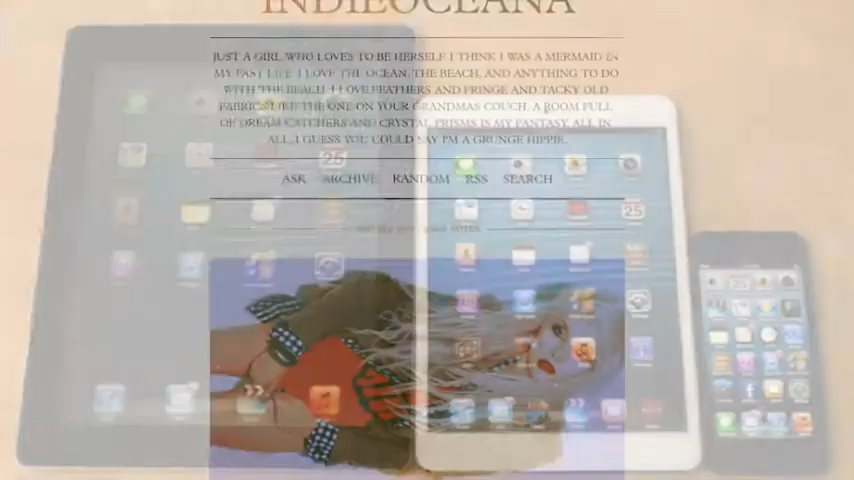 INDIEOCEANA
JUST A GIRL WHO LOVES TO BE HERSELF. I THINK I WAS A MERMAID IN
MY PAST LIFE. I LOVE THE OCEAN, THE BEACH, AND ANYTHING TO DO
WITH THE BEACH. I LOVE FEATHERS AND FRINGE AND TACKY OLD
FABRICS LIKE THE ONE ON YOUR GRANDMAS COUCH. A ROOM FULL
OF DREAM CATCHERS AND CRYSTAL PRISMS IS MY FANTASY. ALL IN
ALL, I GUESS YOU COULD SAY I'M A GRUNGE HIPPIE.
ASK ARCHIVE RANDOM RSS SEARCH
25
25
25